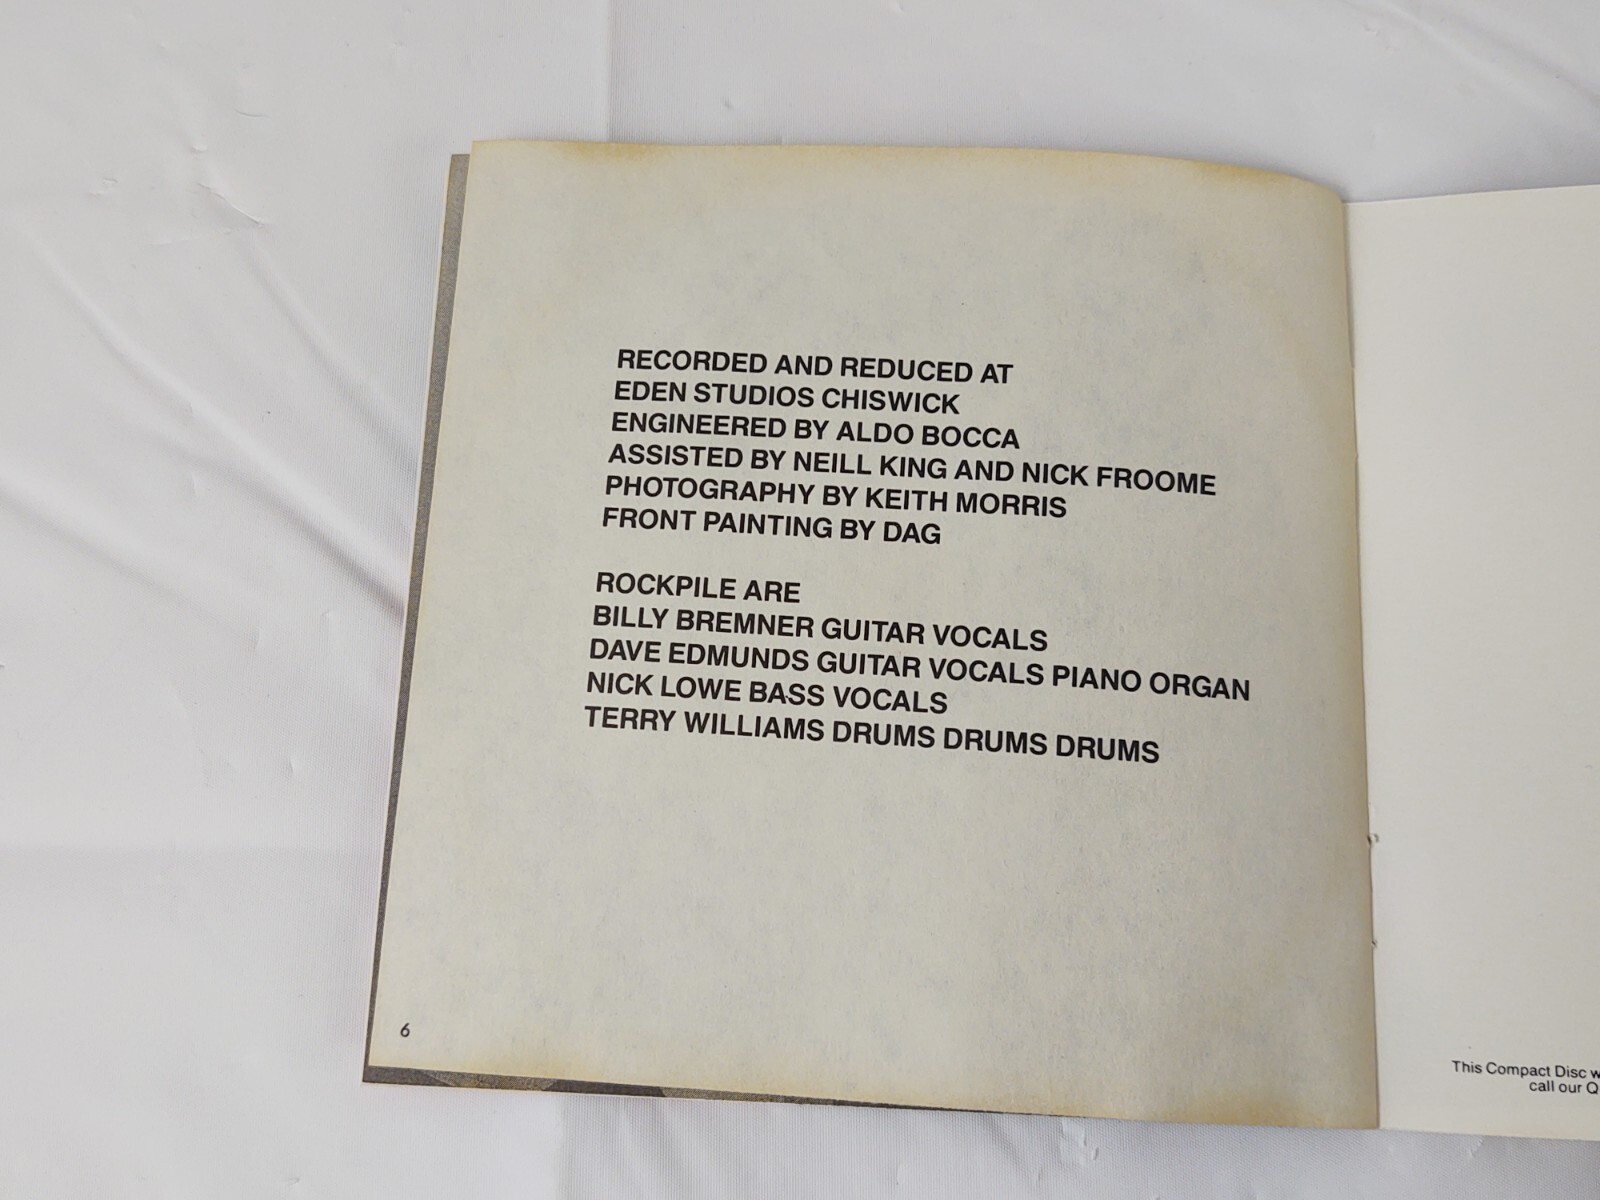 RECORDED AND REDUCED AT
EDEN STUDIOS CHISWICK
ENGINEERED BY ALDO BOCCA
ASSISTED BY NEILL KING AND NICK FROOME
PHOTOGRAPHY BY KEITH MORRIS
FRONT PAINTING BY DAG
ROCKPILE ARE
BILLY BREMNER GUITAR VOCALS
DAVE EDMUNDS GUITAR VOCALS PIANO ORGAN
NICK LOWE BASS VOCALS
TERRY WILLIAMS DRUMS DRUMS DRUMS
6
This Compact Disc w
call our Q